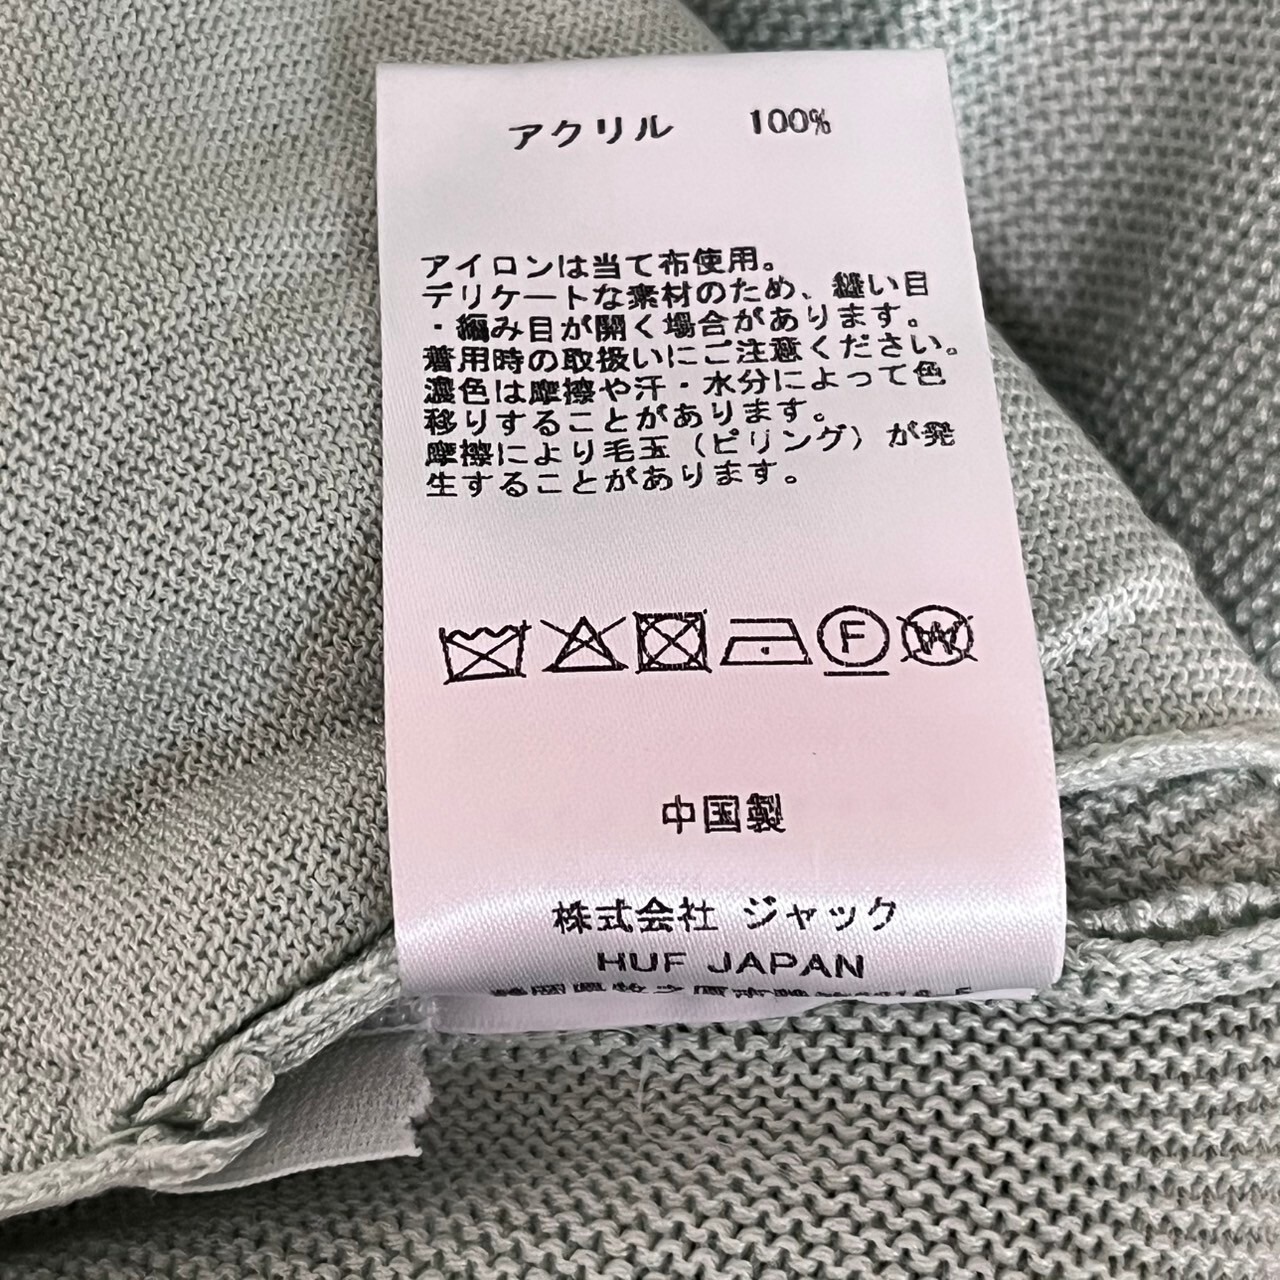 アクリル 100%
アイロンは当て布使用。
デリケートな素材のため、縫い目
・編み目が開く場合があります。
着用時の取扱いにご注意ください。
濃色は摩擦や汗・水分によって色
移りすることがあります。
摩擦により毛玉（ピリング）が発
生することがあります。
F
W
中国製
株式会社 ジャック
HUF JAPAN